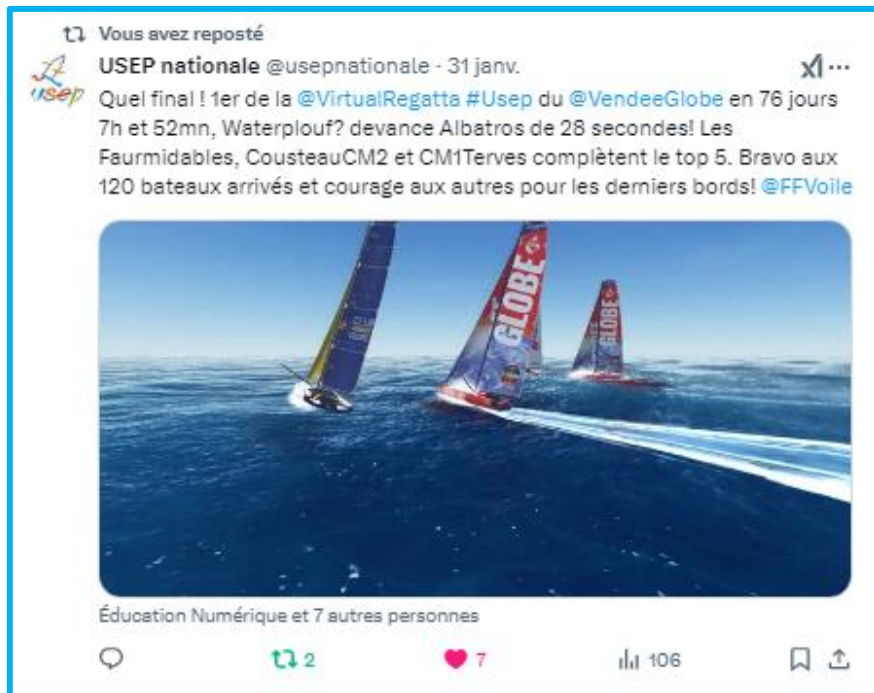 Vous avez reposté
usep
USEP nationale @usepnationale · 31 janv.
Quel final ! 1er de la @VirtualRegatta #Usep du @VendeeGlobe en 76 jours
7h et 52mn, Waterplouf? devance Albatros de 28 secondes! Les
Faurmidables, CousteauCM2 et CM1Terves complètent le top 5. Bravo aux
120 bateaux arrivés et courage aux autres pour les derniers bords! @FFVoile
GLOBE
GLOBE
Éducation Numérique et 7 autres personnes
2 7 106